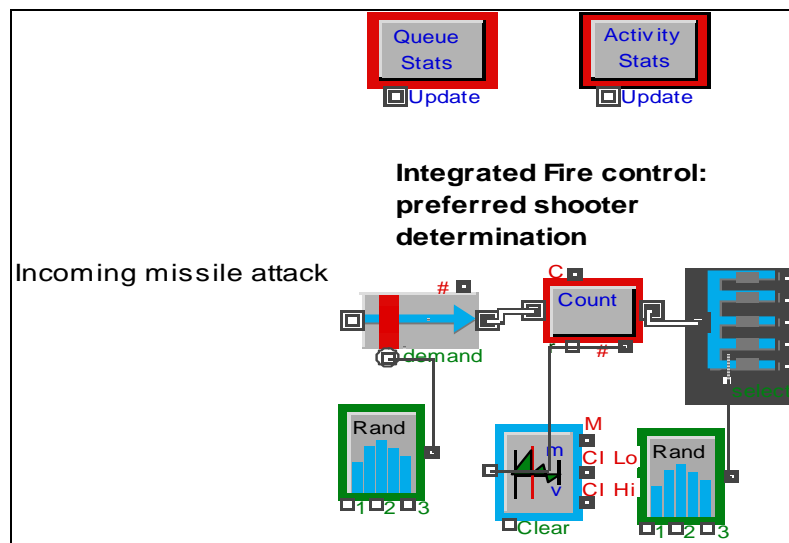 Queue
Stats
Update
Activity
Stats
Update
Integrated Fire control:
preferred shooter
determination
Incoming missile attack
#
demand
C
Count
r
#
select
Rand
1 2 3
M
m
CI Lo
v
CI Hi
Clear
Rand
1 2 3